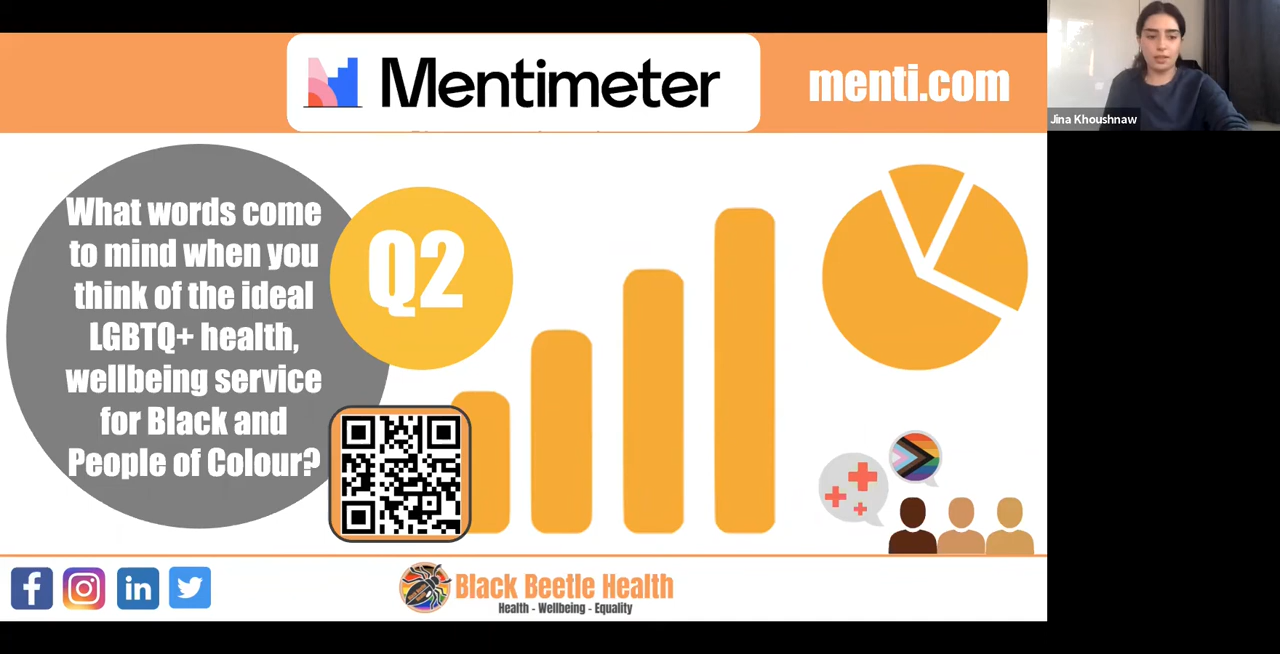 Mentimeter
menti.com
Jina Khoushnaw
What words come
to mind when you
think of the ideal
LGBTQ+ health,
wellbeing service
for Black and
People of Colour?
Q2
Black Beetle Health
Health - Wellbeing - Equality